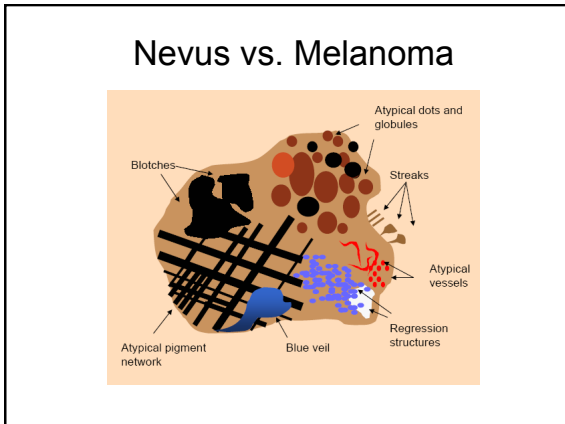 Nevus vs. Melanoma
Atypical dots and
globules
Blotches
Streaks
Atypical
vessels
Regression
structures
Blue veil
Atypical pigment
network